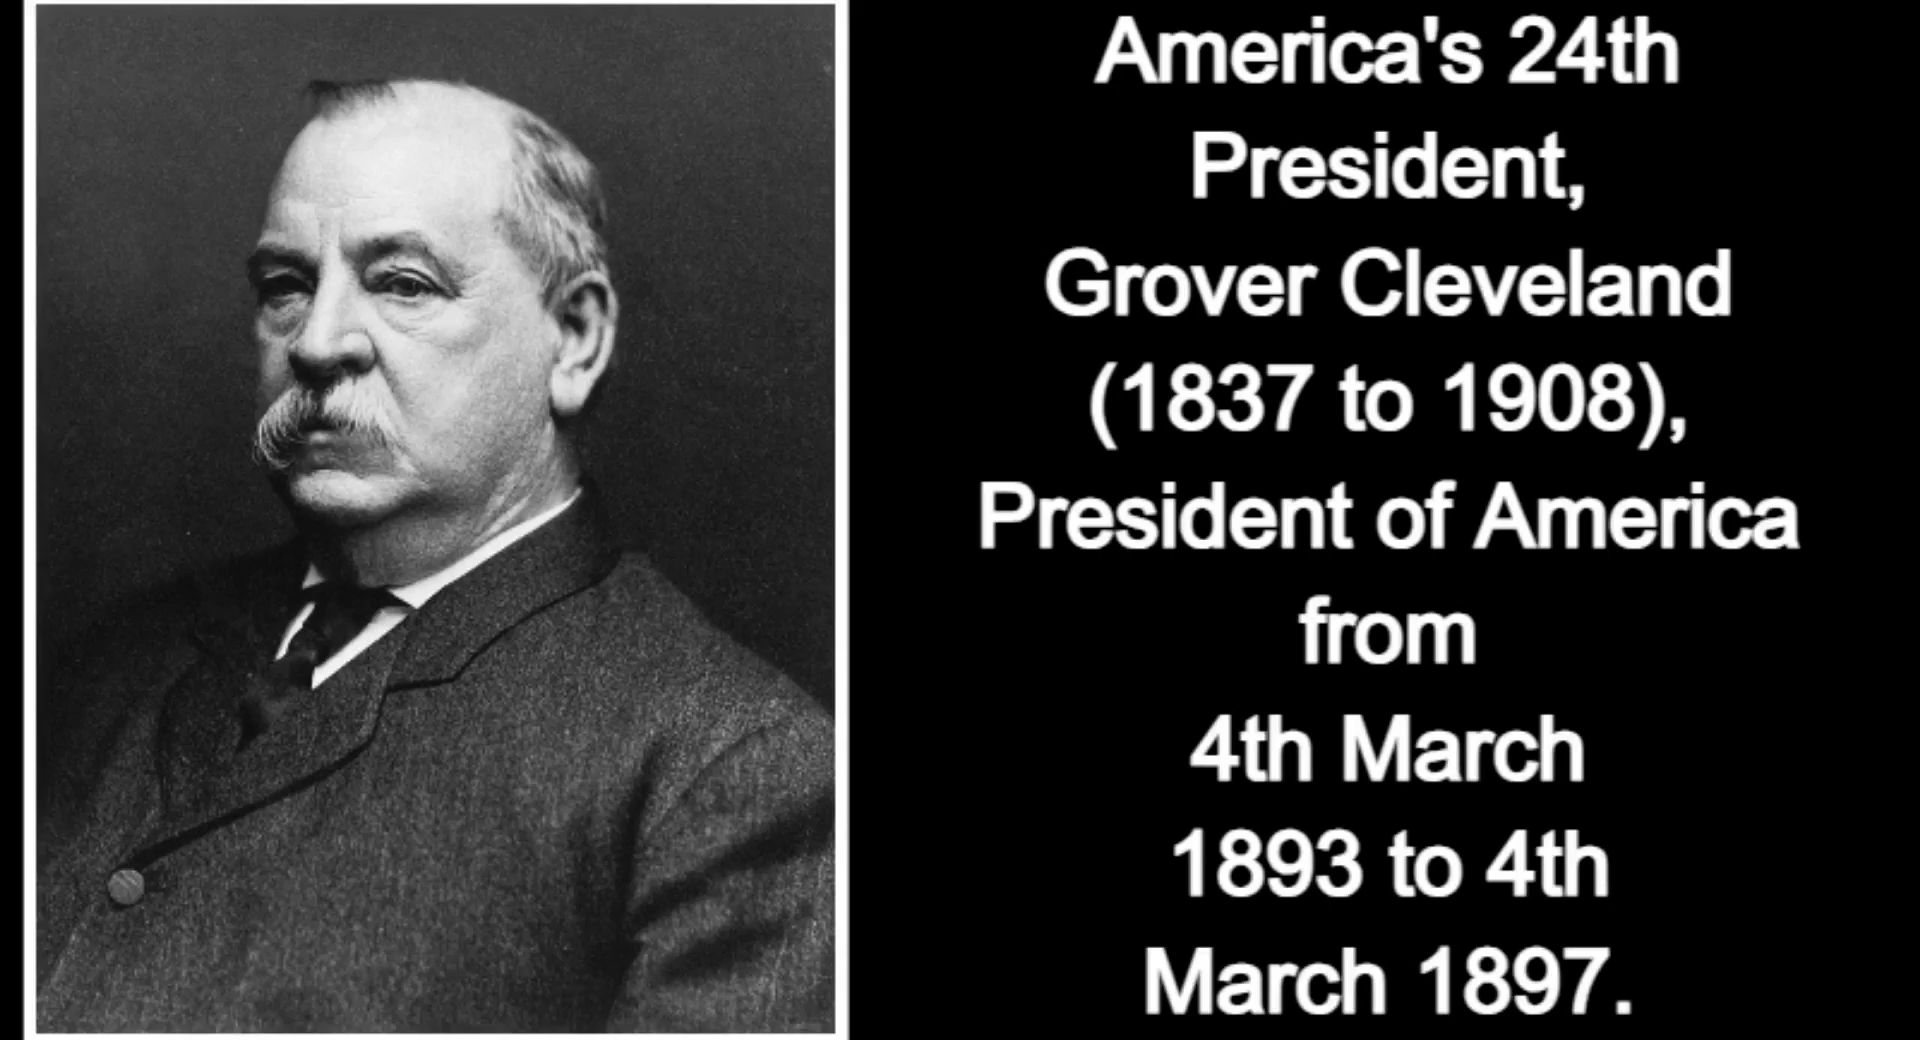 America's 24th
President,
Grover Cleveland
(1837 to 1908),
President of America
from
4th March
1893 to 4th
March 1897.